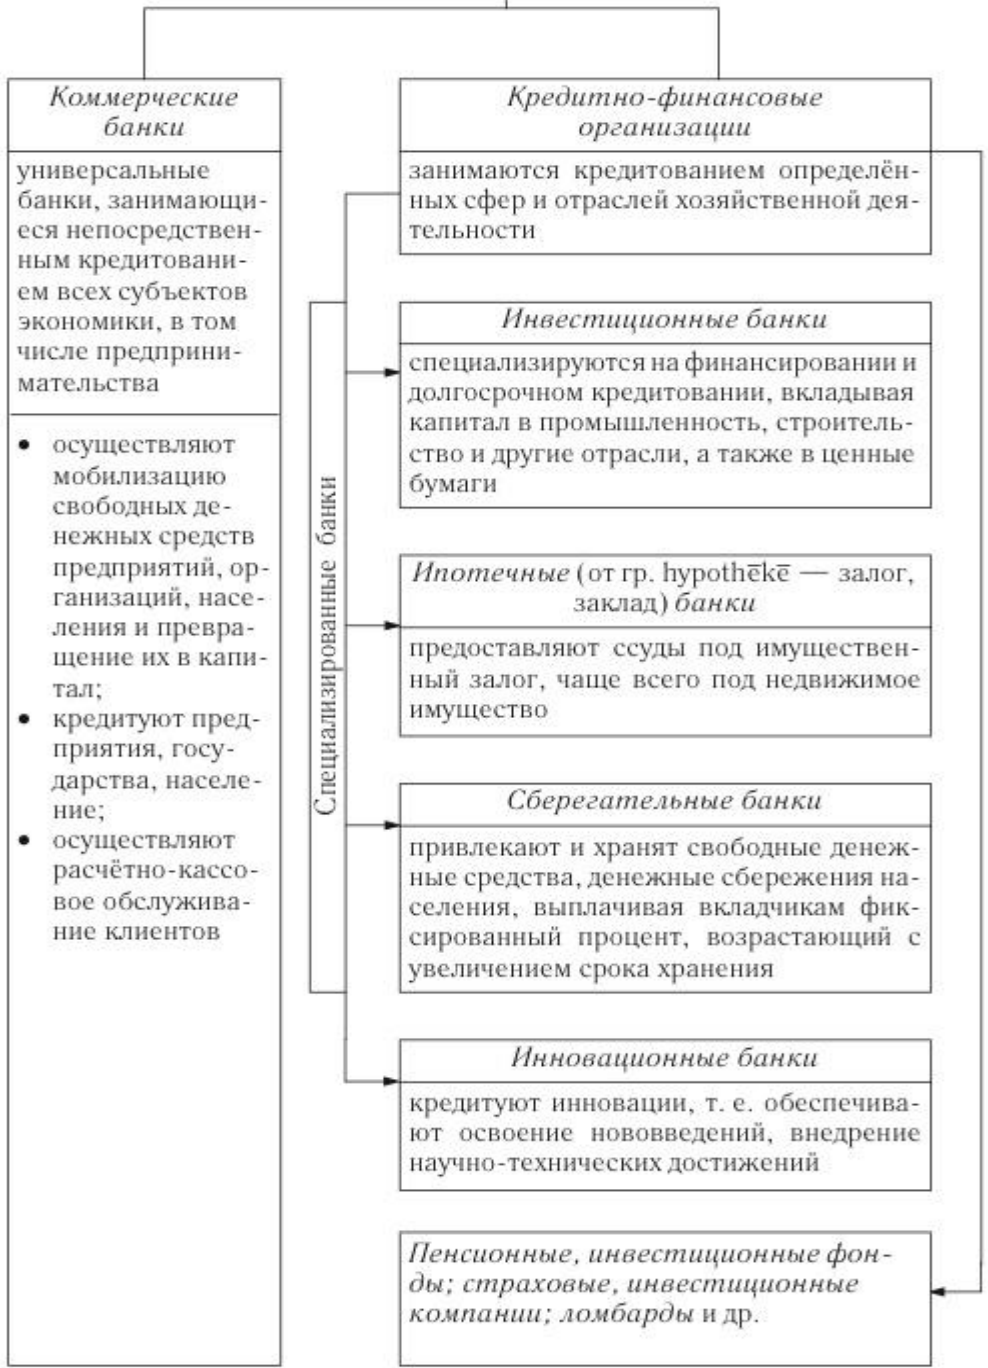 Коммерческие
банки
универсальные
банки, занимающи-
еся непосредствен-
ным кредитовани-
ем всех субъектов
экономики, в том
числе предприни-
мательства
• осуществляют
мобилизацию
свободных де-
нежных средств
предприятий, ор-
ганизаций, насе-
ления и превра-
щение их в капи-
тал;
• кредитуют пред-
приятия, госу-
дарства, населе-
ние;
• осуществляют
расчётно-кассо-
вое обслужива-
ние клиентов
Кредитно-финансовые
организации
занимаются кредитованием определён-
ных сфер и отраслей хозяйственной дея-
тельности
Специализированные банки
Инвестиционные банки
специализируются на финансировании и
долгосрочном кредитовании, вкладывая
капитал в промышленность, строитель-
ство и другие отрасли, а также в ценные
бумаги
Ипотечные (от гр. hypothēkē — залог,
заклад) банки
предоставляют ссуды под имуществен-
ный залог, чаще всего под недвижимое
имущество
Сберегательные банки
привлекают и хранят свободные денеж-
ные средства, денежные сбережения на-
селения, выплачивая вкладчикам фик-
сированный процент, возрастающий с
увеличением срока хранения
Инновационные банки
кредитуют инновации, т. е. обеспечива-
ют освоение нововведений, внедрение
научно-технических достижений
Пенсионные, инвестиционные фон-
ды; страховые, инвестиционные
компании; ломбарды и др.